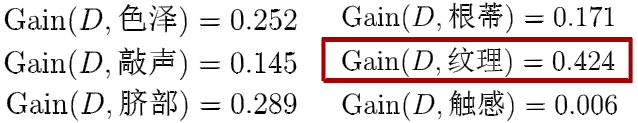 Gain(D, 色泽) = 0.252 Gain(D, 根蒂) = 0.171
Gain(D, 敲声) = 0.145 Gain(D, 纹理) = 0.424
Gain(D, 脐部) = 0.289 Gain(D, 触感) = 0.006